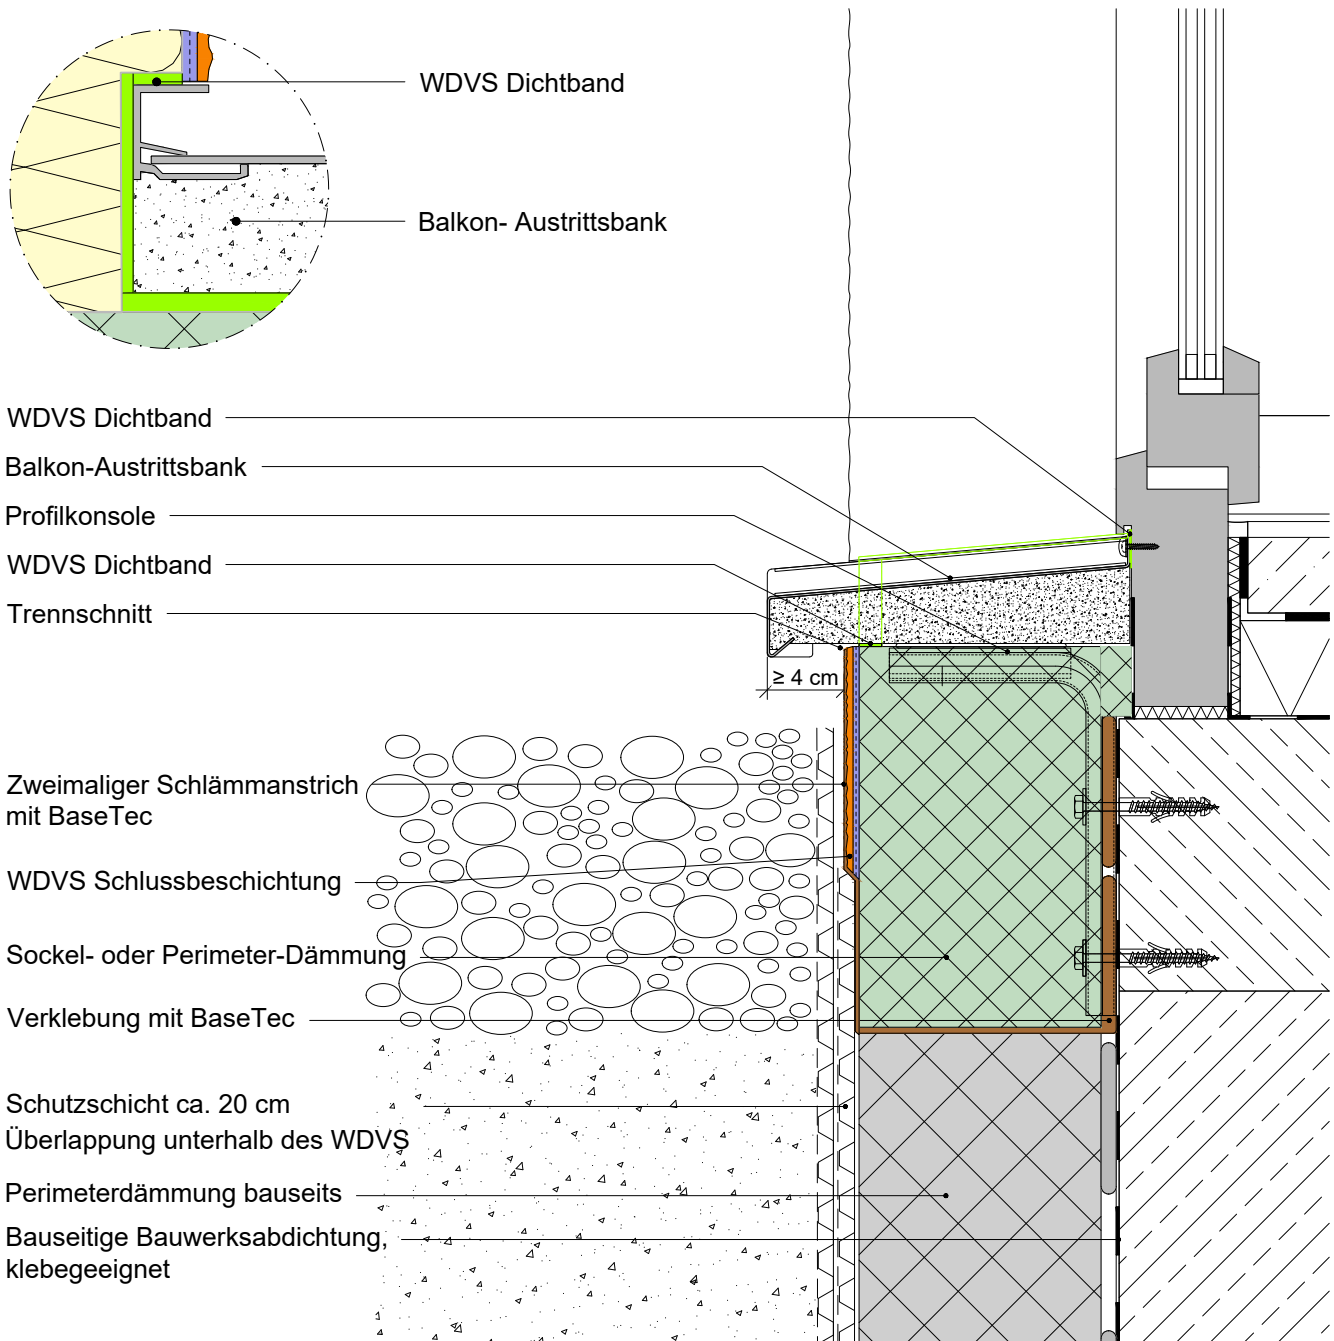 WDVS Dichtband
Balkon- Austrittsbank
WDVS Dichtband
Balkon-Austrittsbank
Profilkonsole
WDVS Dichtband
Trennschnitt
≥ 4 cm
Zweimaliger Schlämmanstrich
mit BaseTec
WDVS Schlussbeschichtung
Sockel- oder Perimeter-Dämmung
Verklebung mit BaseTec
Schutzschicht ca. 20 cm
Überlappung unterhalb des WDVS
Perimeterdämmung bauseits
Bauseitige Bauwerksabdichtung,
klebegeeignet